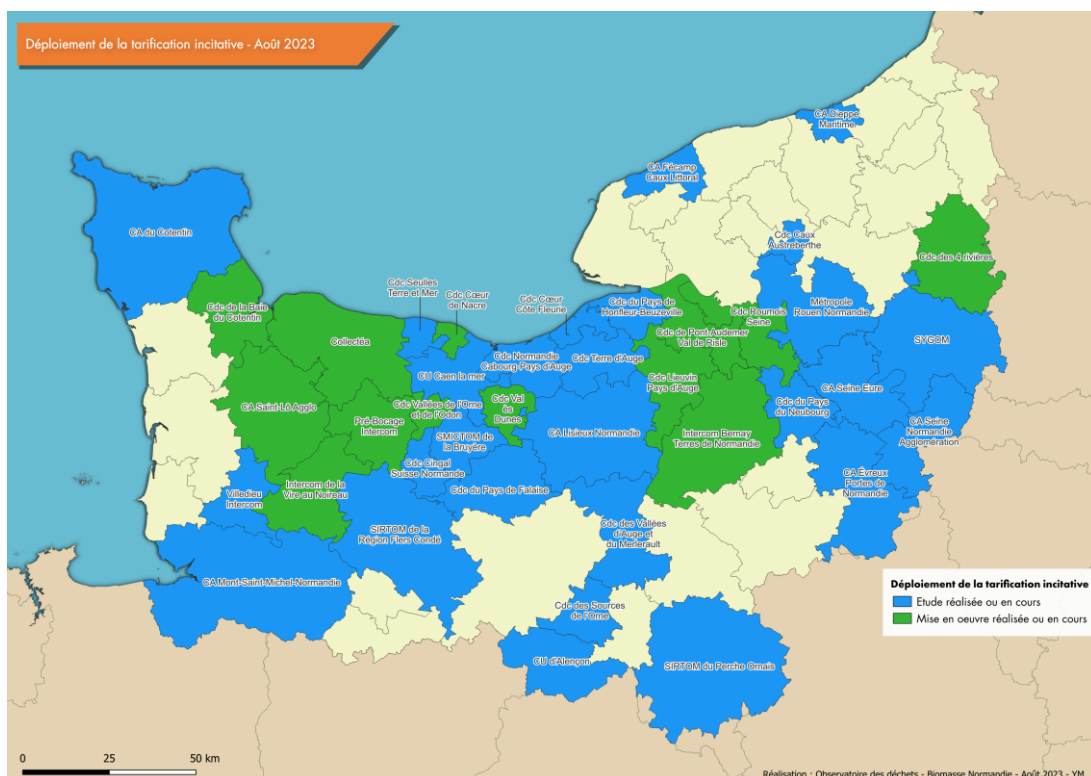 Déploiement de la tarification incitative - Août 2023
CA Dieppe
Maritime
CA Fécamp
Caux Littoral
CA du Cotentin
Cdc Caux
Austreberthe
Cdc des 4 rivières
Cdc Seulles
Terre et Mer
Cdc Cœur
de Nacre
Cdc Cœur
Côte Fleurie
Cdc du Pays de
Honfleur-Beuzeville
Métropole
Rouen Normandie
Cdc de la Baie
du Cotentin
Cdc Roumois
Seine
Collectéa
Cdc de Pont-Audemer
Val de Risle
SYGOM
Cdc Normandie
Cabourg-Pays d'Auge
Cdc Terre d'Auge
CU Caen la mer
Cdc Lieuvin
Pays d'Auge
CA Seine Eure
CA Saint-Lô Agglo
Cdc Vallées de l'Orne
et de l'Odon
Cdc Val
ès
Dunes
Cdc du Pays
du Neubourg
Pré-Bocage
Intercom
CA Seine
Normandie
Agglomération
CA Lisieux Normandie
Intercom Bernay
Terres de Normandie
SMICTOM de
la Bruyère
Cdc Cingal
Suisse Normande
CA Évreux
Portes de
Normandie
Villedieu
Intercom
Intercom de la
Vire au Noireau
Cdc du Pays de Falaise
SIRTOM de la
Région Flers Condé
Cdc des Vallées
d'Auge et
du Merlerault
CA Mont-Saint-Michel-Normandie
Cdc des Sources
de l'Orne
CU d'Alençon
SIRTOM du Perche Ornais
Déploiement de la tarification incitative
Etude réalisée ou en cours
Mise en oeuvre réalisée ou en cours
0 25 50 km
Réalisation : Observatoire des déchets - Biomasse Normandie - Août 2023 - YM